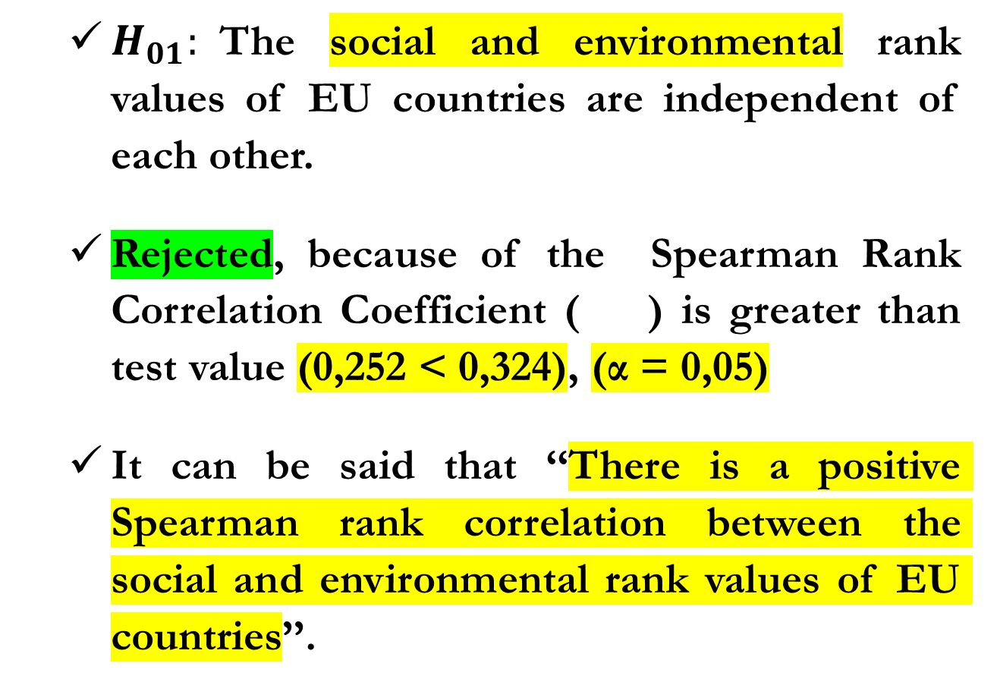 ✓ H01: The social and environmental rank
values of EU countries are independent of
each other.
✓ Rejected, because of the Spearman Rank
Correlation Coefficient ( ) is greater than
test value (0,252 < 0,324), (α = 0,05)
✓ It can be said that “There is a positive
Spearman rank correlation between the
social and environmental rank values of EU
countries”.